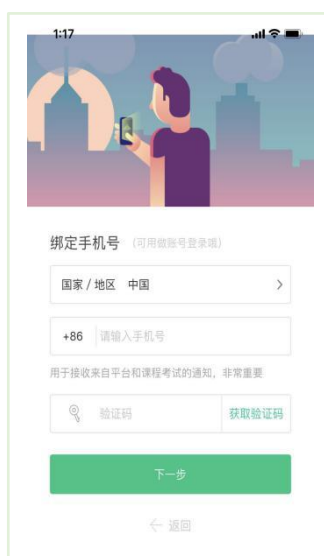 1:17
绑定手机号 (可用做账号登录哦)
国家 / 地区 中国
+86 请输入手机号
用于接收来自平台和课程考试的通知，非常重要
验证码 获取验证码
下一步
← 返回